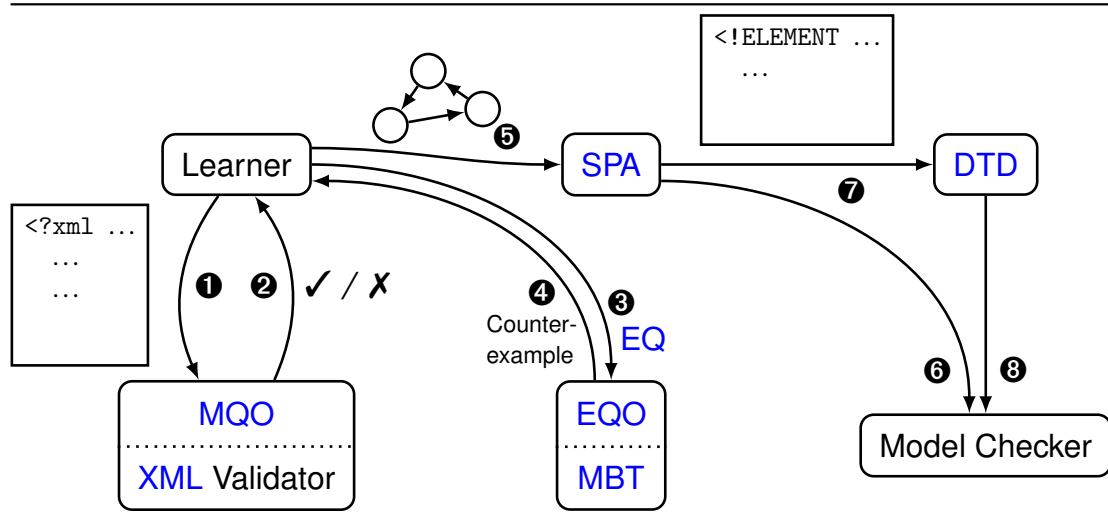 <!ELEMENT ...
...
❺
Learner
SPA
DTD
❼
<?xml ...
...
...
❶
❷
✓ / ✗
❹
❸
Counter-
example
EQ
❻
❽
MQO
XML Validator
EQO
MBT
Model Checker